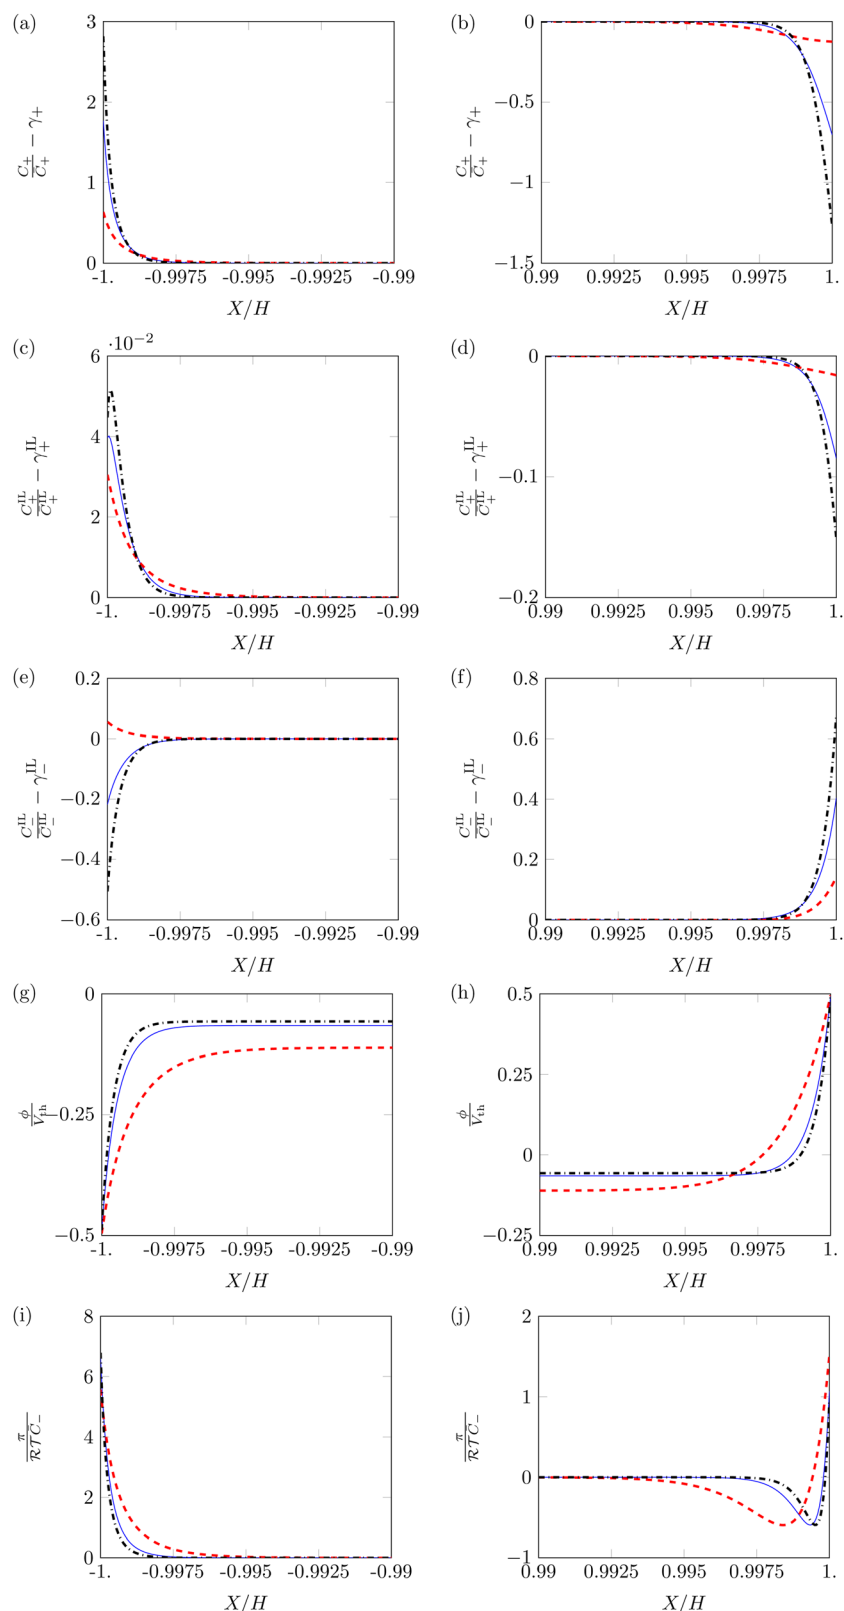 (a)
3
2
1
0
C₊/C̄₊ − γ₊
-1. -0.9975 -0.995 -0.9925 -0.99
X/H
(b)
0
−0.5
−1
−1.5
C₊/C̄₊ − γ₊
0.99 0.9925 0.995 0.9975 1.
X/H
(c)
·10⁻²
6
4
2
0
C₊ᴵᴸ/C̄₊ᴵᴸ − γ₊ᴵᴸ
-1. -0.9975 -0.995 -0.9925 -0.99
X/H
(d)
0
−0.1
−0.2
C₊ᴵᴸ/C̄₊ᴵᴸ − γ₊ᴵᴸ
0.99 0.9925 0.995 0.9975 1.
X/H
(e)
0.2
0
−0.2
−0.4
−0.6
C₋ᴵᴸ/C̄₋ᴵᴸ − γ₋ᴵᴸ
-1. -0.9975 -0.995 -0.9925 -0.99
X/H
(f)
0.8
0.6
0.4
0.2
0
C₋ᴵᴸ/C̄₋ᴵᴸ − γ₋ᴵᴸ
0.99 0.9925 0.995 0.9975 1.
X/H
(g)
0
−0.25
−0.5
ϕ/V_th
-1. -0.9975 -0.995 -0.9925 -0.99
X/H
(h)
0.5
0.25
0
−0.25
ϕ/V_th
0.99 0.9925 0.995 0.9975 1.
X/H
(i)
8
6
4
2
0
π/ℛ𝒯C̄₋
-1. -0.9975 -0.995 -0.9925 -0.99
X/H
(j)
2
1
0
−1
π/ℛ𝒯C̄₋
0.99 0.9925 0.995 0.9975 1.
X/H